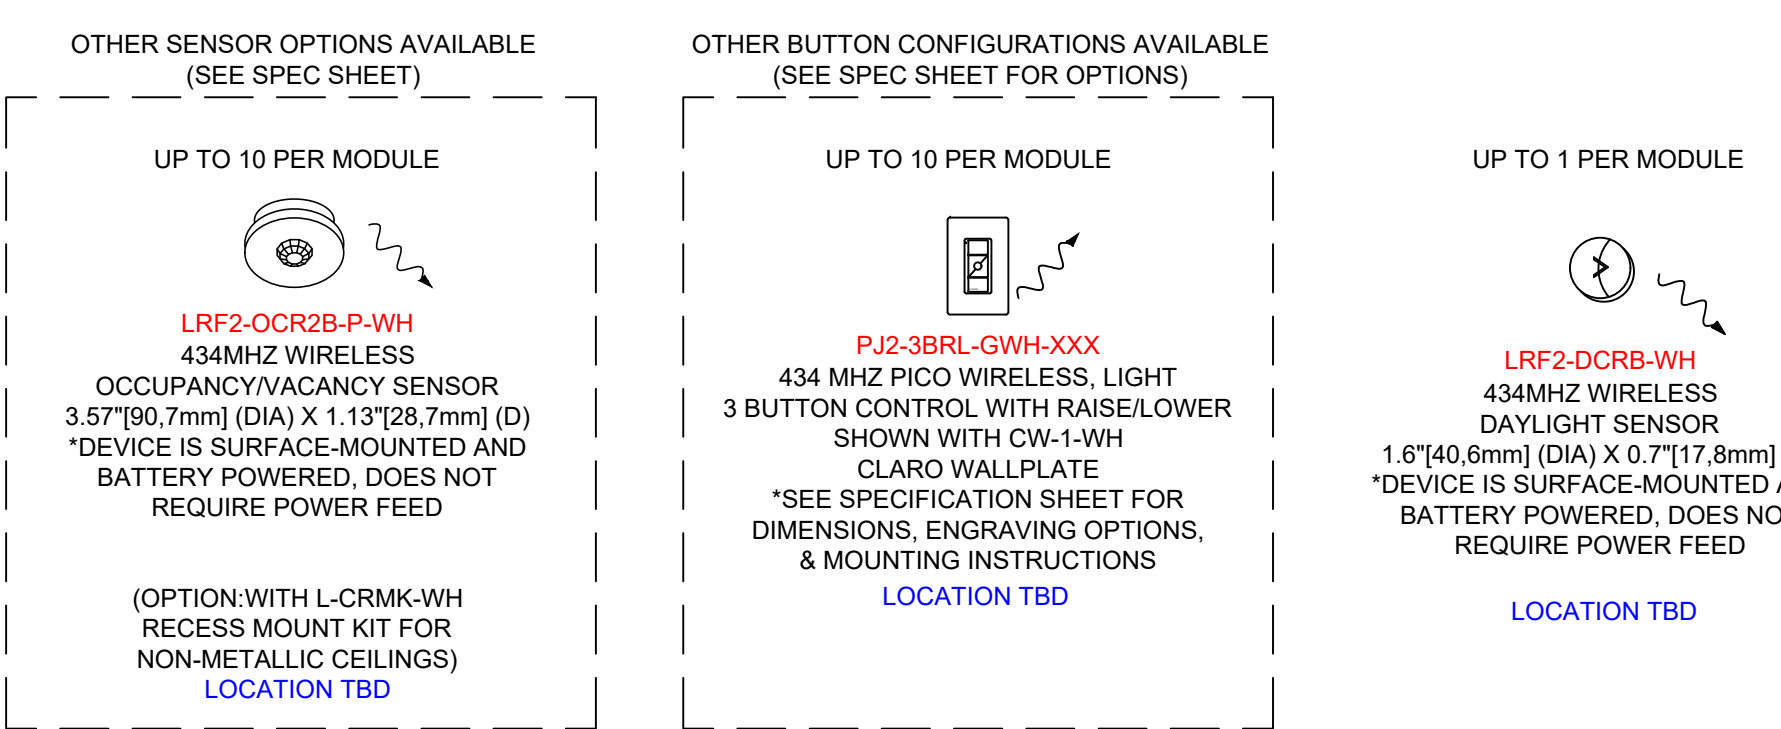 OTHER SENSOR OPTIONS AVAILABLE
(SEE SPEC SHEET)
UP TO 10 PER MODULE
LRF2-OCR2B-P-WH
434MHZ WIRELESS
OCCUPANCY/VACANCY SENSOR
3.57"[90,7mm] (DIA) X 1.13"[28,7mm] (D)
*DEVICE IS SURFACE-MOUNTED AND
BATTERY POWERED, DOES NOT
REQUIRE POWER FEED
(OPTION:WITH L-CRMK-WH
RECESS MOUNT KIT FOR
NON-METALLIC CEILINGS)
LOCATION TBD
OTHER BUTTON CONFIGURATIONS AVAILABLE
(SEE SPEC SHEET FOR OPTIONS)
UP TO 10 PER MODULE
PJ2-3BRL-GWH-XXX
434 MHZ PICO WIRELESS, LIGHT
3 BUTTON CONTROL WITH RAISE/LOWER
SHOWN WITH CW-1-WH
CLARO WALLPLATE
*SEE SPECIFICATION SHEET FOR
DIMENSIONS, ENGRAVING OPTIONS,
& MOUNTING INSTRUCTIONS
LOCATION TBD
UP TO 1 PER MODULE
LRF2-DCRB-WH
434MHZ WIRELESS
DAYLIGHT SENSOR
1.6"[40,6mm] (DIA) X 0.7"[17,8mm]
*DEVICE IS SURFACE-MOUNTED
BATTERY POWERED, DOES NO
REQUIRE POWER FEED
LOCATION TBD